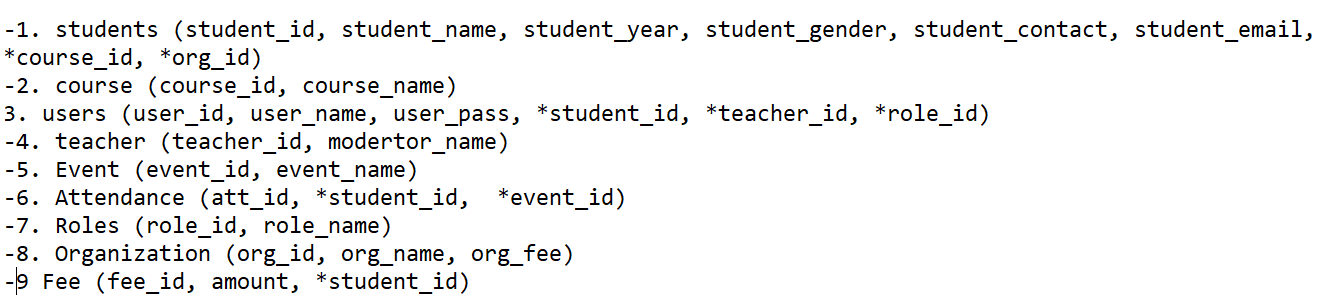 -1. students (student_id, student_name, student_year, student_gender, student_contact, student_email,
*course_id, *org_id)
-2. course (course_id, course_name)
3. users (user_id, user_name, user_pass, *student_id, *teacher_id, *role_id)
-4. teacher (teacher_id, modertor_name)
-5. Event (event_id, event_name)
-6. Attendance (att_id, *student_id,  *event_id)
-7. Roles (role_id, role_name)
-8. Organization (org_id, org_name, org_fee)
-9 Fee (fee_id, amount, *student_id)